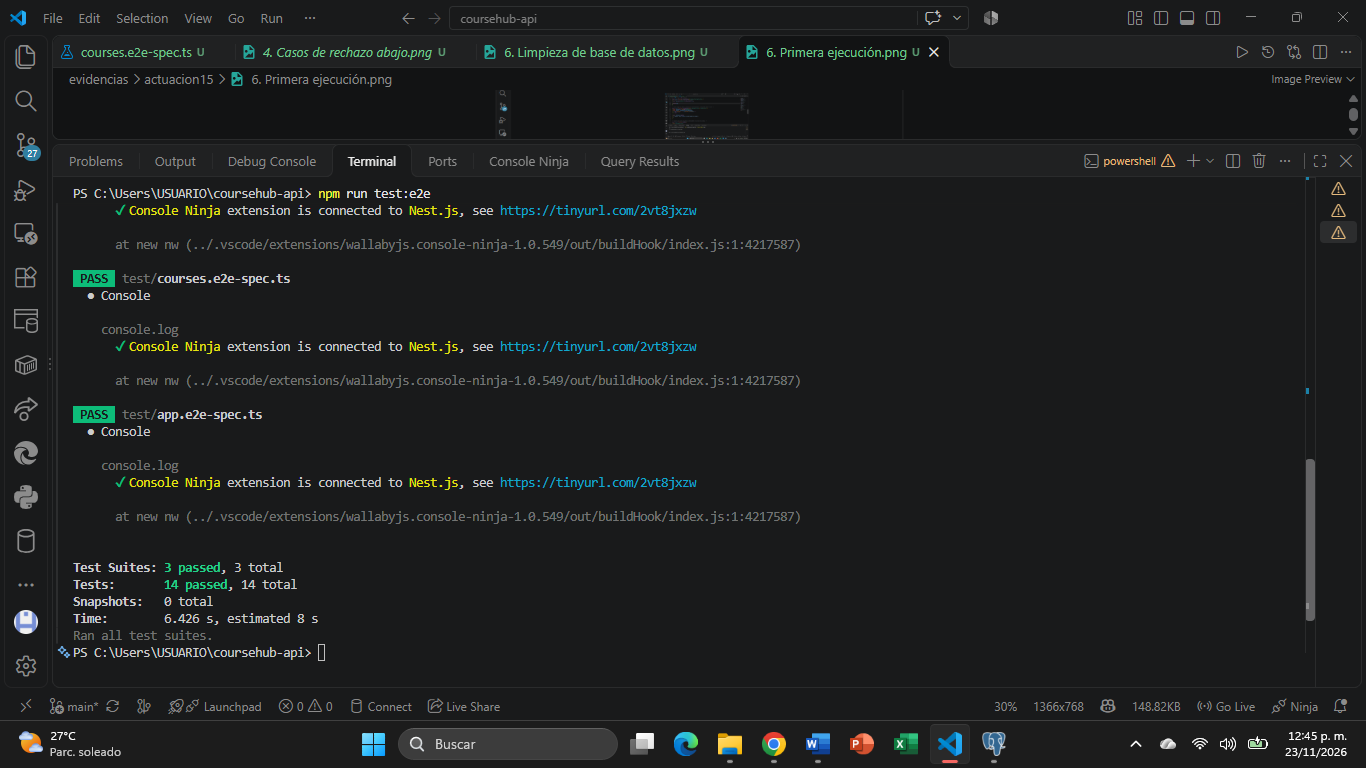 File Edit Selection View Go Run ···
coursehub-api
courses.e2e-spec.ts U
4. Casos de rechazo abajo.png U
6. Limpieza de base de datos.png U
6. Primera ejecución.png U
evidencias > actuacion15 > 6. Primera ejecución.png
Image Preview
Problems Output Debug Console Terminal Ports Console Ninja Query Results
powershell
PS C:\Users\USUARIO\coursehub-api> npm run test:e2e
✓ Console Ninja extension is connected to Nest.js, see https://tinyurl.com/2vt8jxzw
at new nw (../.vscode/extensions/wallabyjs.console-ninja-1.0.549/out/buildHook/index.js:1:4217587)
PASS test/courses.e2e-spec.ts
● Console
console.log
✓ Console Ninja extension is connected to Nest.js, see https://tinyurl.com/2vt8jxzw
at new nw (../.vscode/extensions/wallabyjs.console-ninja-1.0.549/out/buildHook/index.js:1:4217587)
PASS test/app.e2e-spec.ts
● Console
console.log
✓ Console Ninja extension is connected to Nest.js, see https://tinyurl.com/2vt8jxzw
at new nw (../.vscode/extensions/wallabyjs.console-ninja-1.0.549/out/buildHook/index.js:1:4217587)
Test Suites: 3 passed, 3 total
Tests: 14 passed, 14 total
Snapshots: 0 total
Time: 6.426 s, estimated 8 s
Ran all test suites.
PS C:\Users\USUARIO\coursehub-api>
27
main* Launchpad 0 0 Connect Live Share 30% 1366x768 148.82KB Go Live Ninja
27°C
Parc. soleado
Buscar
12:45 p. m.
23/11/2026